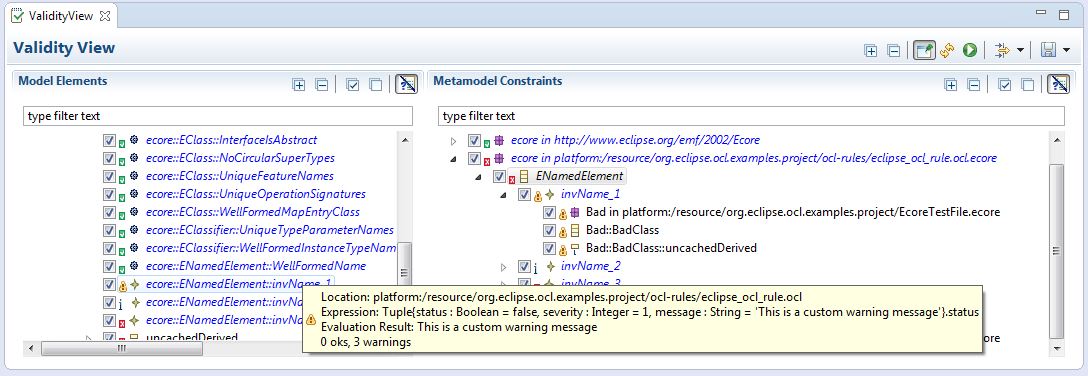 ValidityView
Validity View
Model Elements
type filter text
ecore::EClass::InterfaceIsAbstract
ecore::EClass::NoCircularSuperTypes
ecore::EClass::UniqueFeatureNames
ecore::EClass::UniqueOperationSignatures
ecore::EClass::WellFormedMapEntryClass
ecore::EClassifier::UniqueTypeParameterNames
ecore::EClassifier::WellFormedInstanceTypeNam
ecore::ENamedElement::WellFormedName
ecore::ENamedElement::invName_1
ecore::ENamedElement::invNa
ecore::ENamedElement::invNa
uncachedDerived
Metamodel Constraints
type filter text
ecore in http://www.eclipse.org/emf/2002/Ecore
ecore in platform:/resource/org.eclipse.ocl.examples.project/ocl-rules/eclipse_ocl_rule.ocl.ecore
ENamedElement
invName_1
Bad in platform:/resource/org.eclipse.ocl.examples.project/EcoreTestFile.ecore
Bad::BadClass
Bad::BadClass::uncachedDerived
invName_2
invName_3
core
Location: platform:/resource/org.eclipse.ocl.examples.project/ocl-rules/eclipse_ocl_rule.ocl
Expression: Tuple{status : Boolean = false, severity : Integer = 1, message : String = 'This is a custom warning message'}.status
Evaluation Result: This is a custom warning message
0 oks, 3 warnings